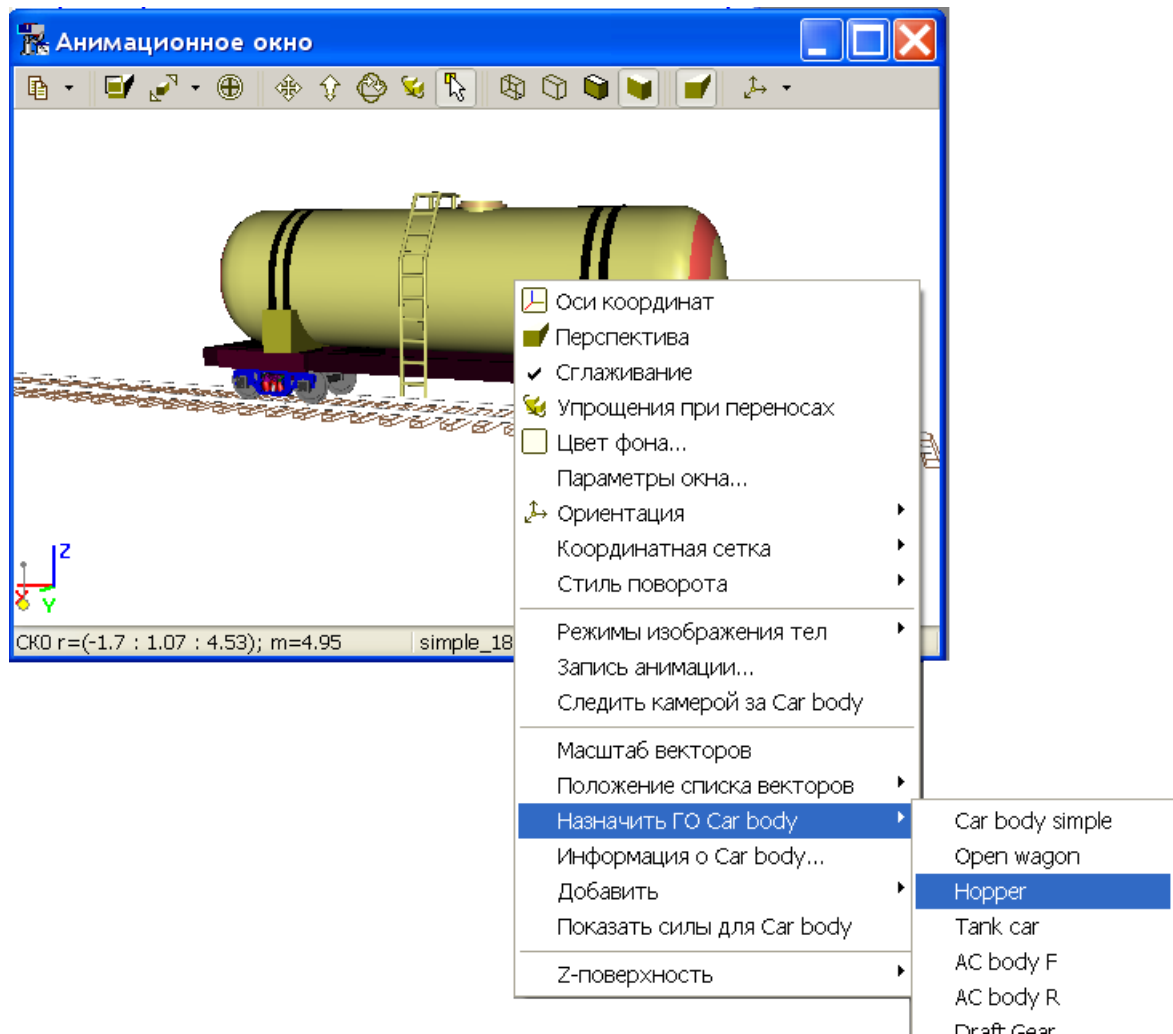 Анимационное окно
Оси координат
Перспектива
Сглаживание
Упрощения при переносах
Цвет фона...
Параметры окна...
Ориентация
Координатная сетка
Стиль поворота
Режимы изображения тел
Запись анимации...
Следить камерой за Car body
Масштаб векторов
Положение списка векторов
Назначить ГО Car body
Информация о Car body...
Добавить
Показать силы для Car body
Z-поверхность
Car body simple
Open wagon
Hopper
Tank car
AC body F
AC body R
Draft Gear
Z
X
Y
СК0 r=(-1.7 : 1.07 : 4.53); m=4.95
simple_18